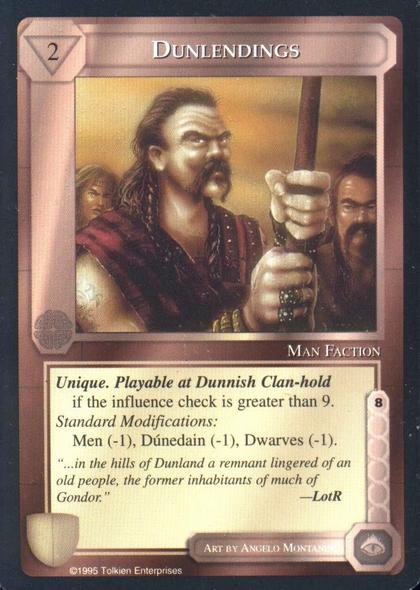 2
DUNLENDINGS
MAN FACTION
Unique. Playable at Dunnish Clan-hold
if the influence check is greater than 9.
Standard Modifications:
Men (-1), Dúnedain (-1), Dwarves (-1).
8
“...in the hills of Dunland a remnant lingered of an
old people, the former inhabitants of much of
Gondor.” —LotR
ART BY ANGELO
©1995 Tolkien Enterprises